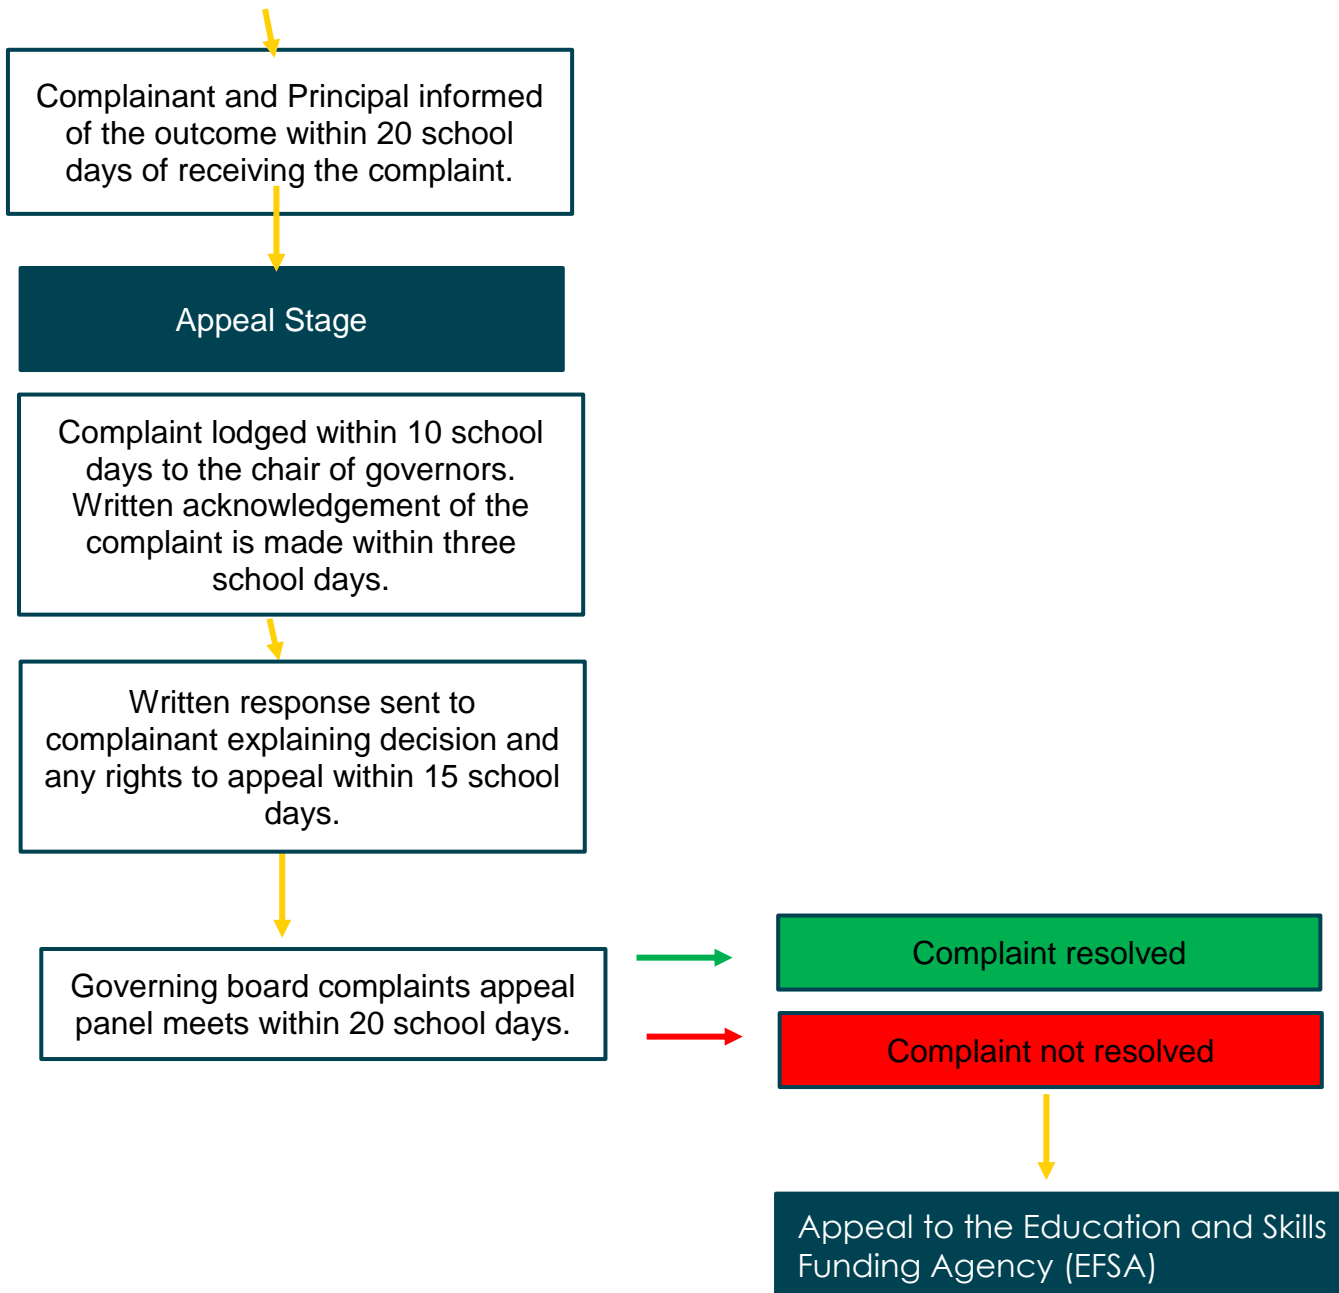 Complainant and Principal informed
of the outcome within 20 school
days of receiving the complaint.
Appeal Stage
Complaint lodged within 10 school
days to the chair of governors.
Written acknowledgement of the
complaint is made within three
school days.
Written response sent to
complainant explaining decision and
any rights to appeal within 15 school
days.
Governing board complaints appeal
panel meets within 20 school days.
Complaint resolved
Complaint not resolved
Appeal to the Education and Skills
Funding Agency (EFSA)